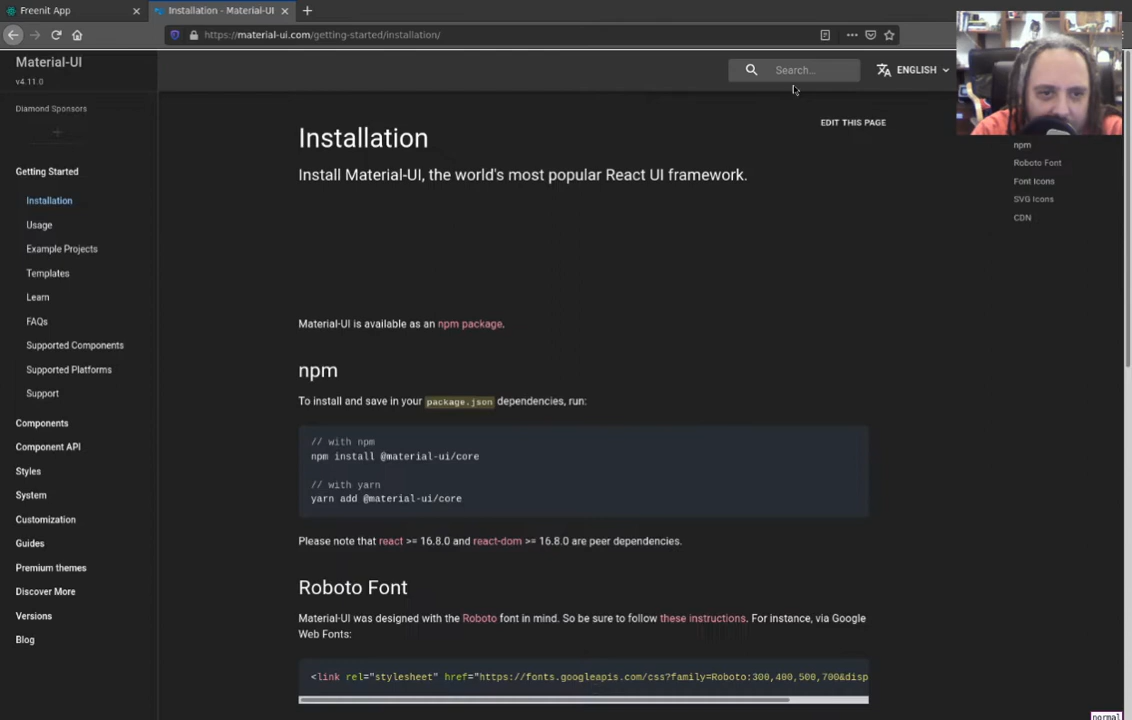 Freenit App
Installation - Material-UI
https://material-ui.com/getting-started/installation/
Material-UI
v4.11.0
Search...
ENGLISH
Diamond Sponsors
EDIT THIS PAGE
Getting Started
Installation
Usage
Example Projects
Templates
Learn
FAQs
Supported Components
Supported Platforms
Support
Components
Component API
Styles
System
Customization
Guides
Premium themes
Discover More
Versions
Blog
Installation
Install Material-UI, the world's most popular React UI framework.
Material-UI is available as an npm package.
npm
To install and save in your package.json dependencies, run:
// with npm
npm install @material-ui/core
// with yarn
yarn add @material-ui/core
Please note that react >= 16.8.0 and react-dom >= 16.8.0 are peer dependencies.
Roboto Font
Material-UI was designed with the Roboto font in mind. So be sure to follow these instructions. For instance, via Google
Web Fonts:
<link rel="stylesheet" href="https://fonts.googleapis.com/css?family=Roboto:300,400,500,700&disp
npm
Roboto Font
Font Icons
SVG Icons
CDN
normal